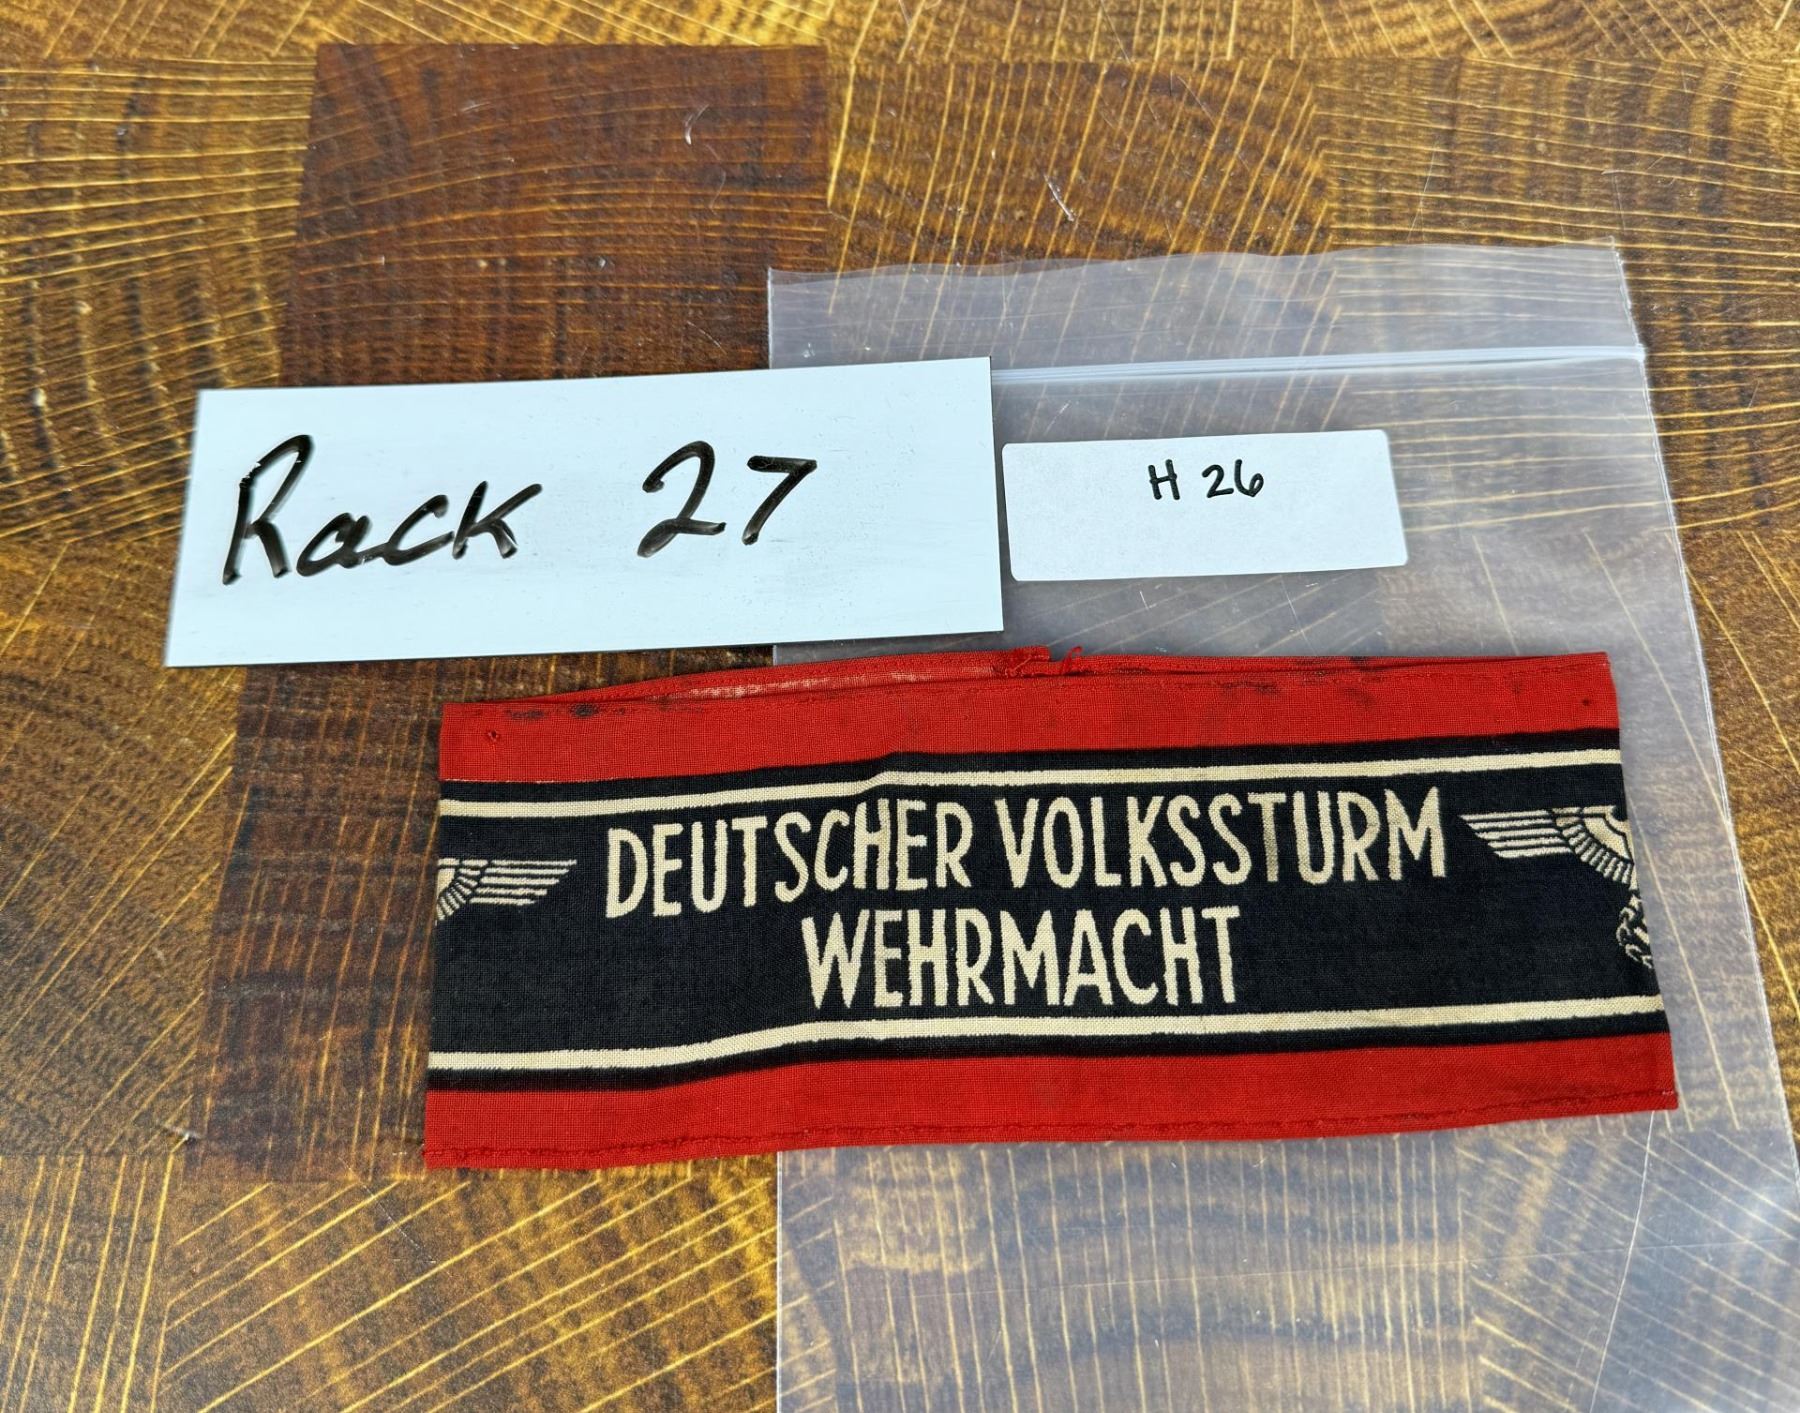 Rack 27
H 26
DEUTSCHER VOLKSSTURM
WEHRMACHT